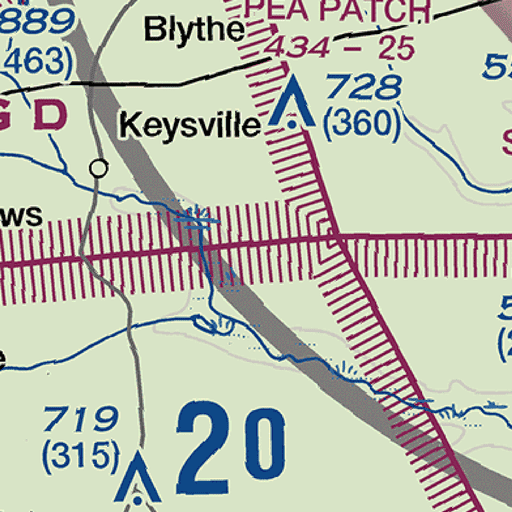 889
463)
Blythe
PEA PATCH
434 – 25
G D
Keysville
728
(360)
ws
719
(315)
20